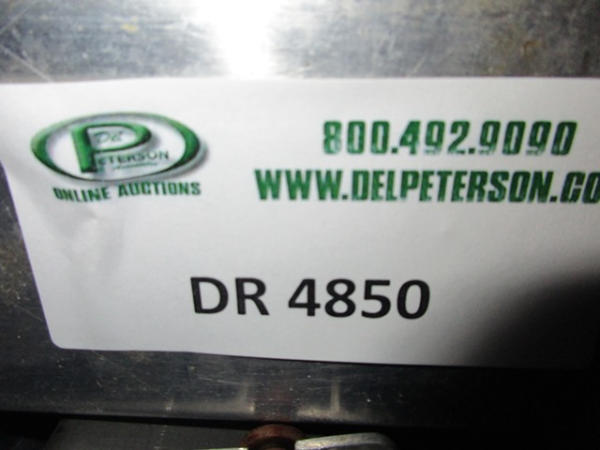 Del
PETERSON
ONLINE AUCTIONS
800.492.9090
WWW.DELPETERSON.CO
DR 4850